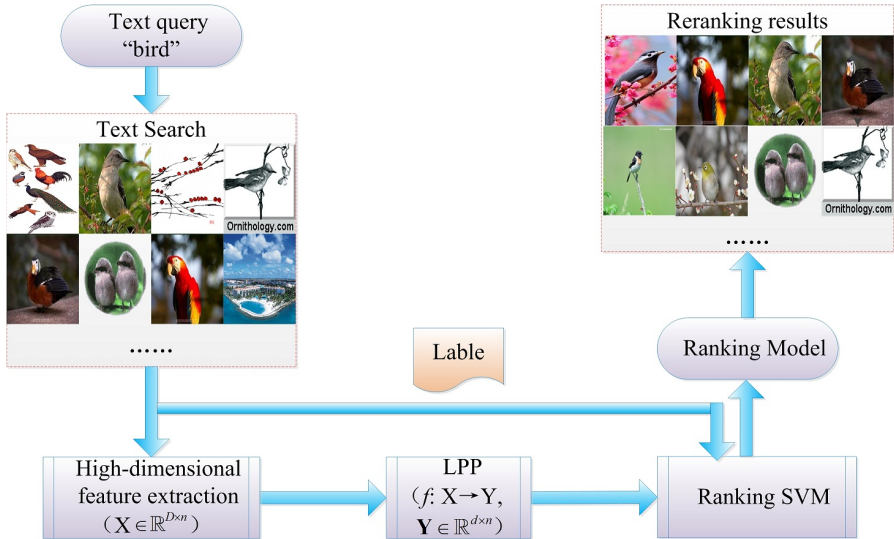 Text query
“bird”
Text Search
Ornithology.com
……
Lable
High-dimensional
feature extraction
（X∈ℝ^{D×n}）
LPP
（f: X→Y,
Y∈ℝ^{d×n}）
Ranking SVM
Ranking Model
Reranking results
Ornithology.com
……